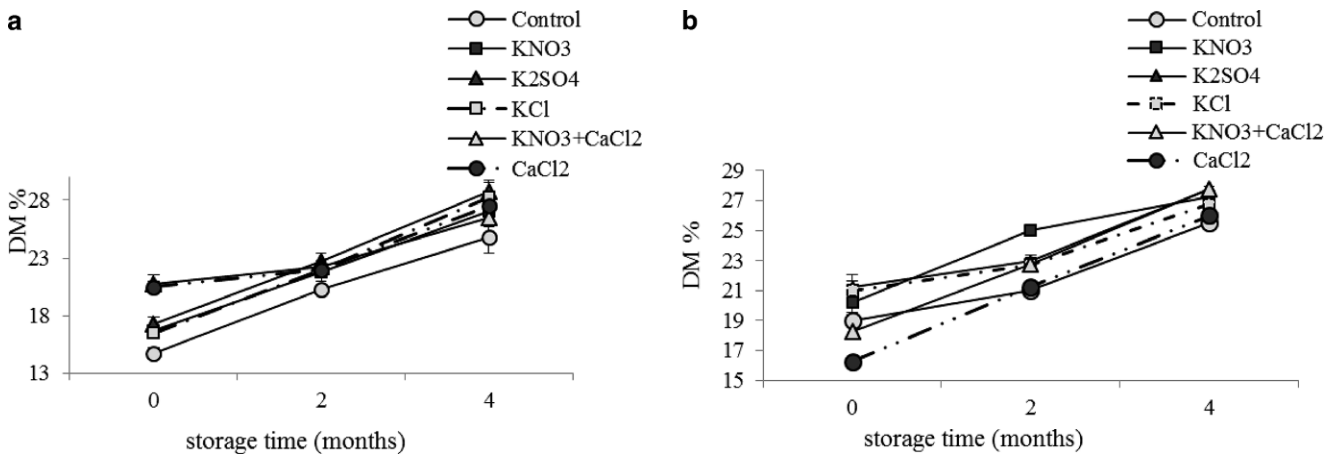 a
Control
KNO3
K2SO4
KCl
KNO3+CaCl2
CaCl2
DM %
28
23
18
13
0 2 4
storage time (months)
b
Control
KNO3
K2SO4
KCl
KNO3+CaCl2
CaCl2
DM %
29
27
25
23
21
19
17
15
0 2 4
storage time (months)